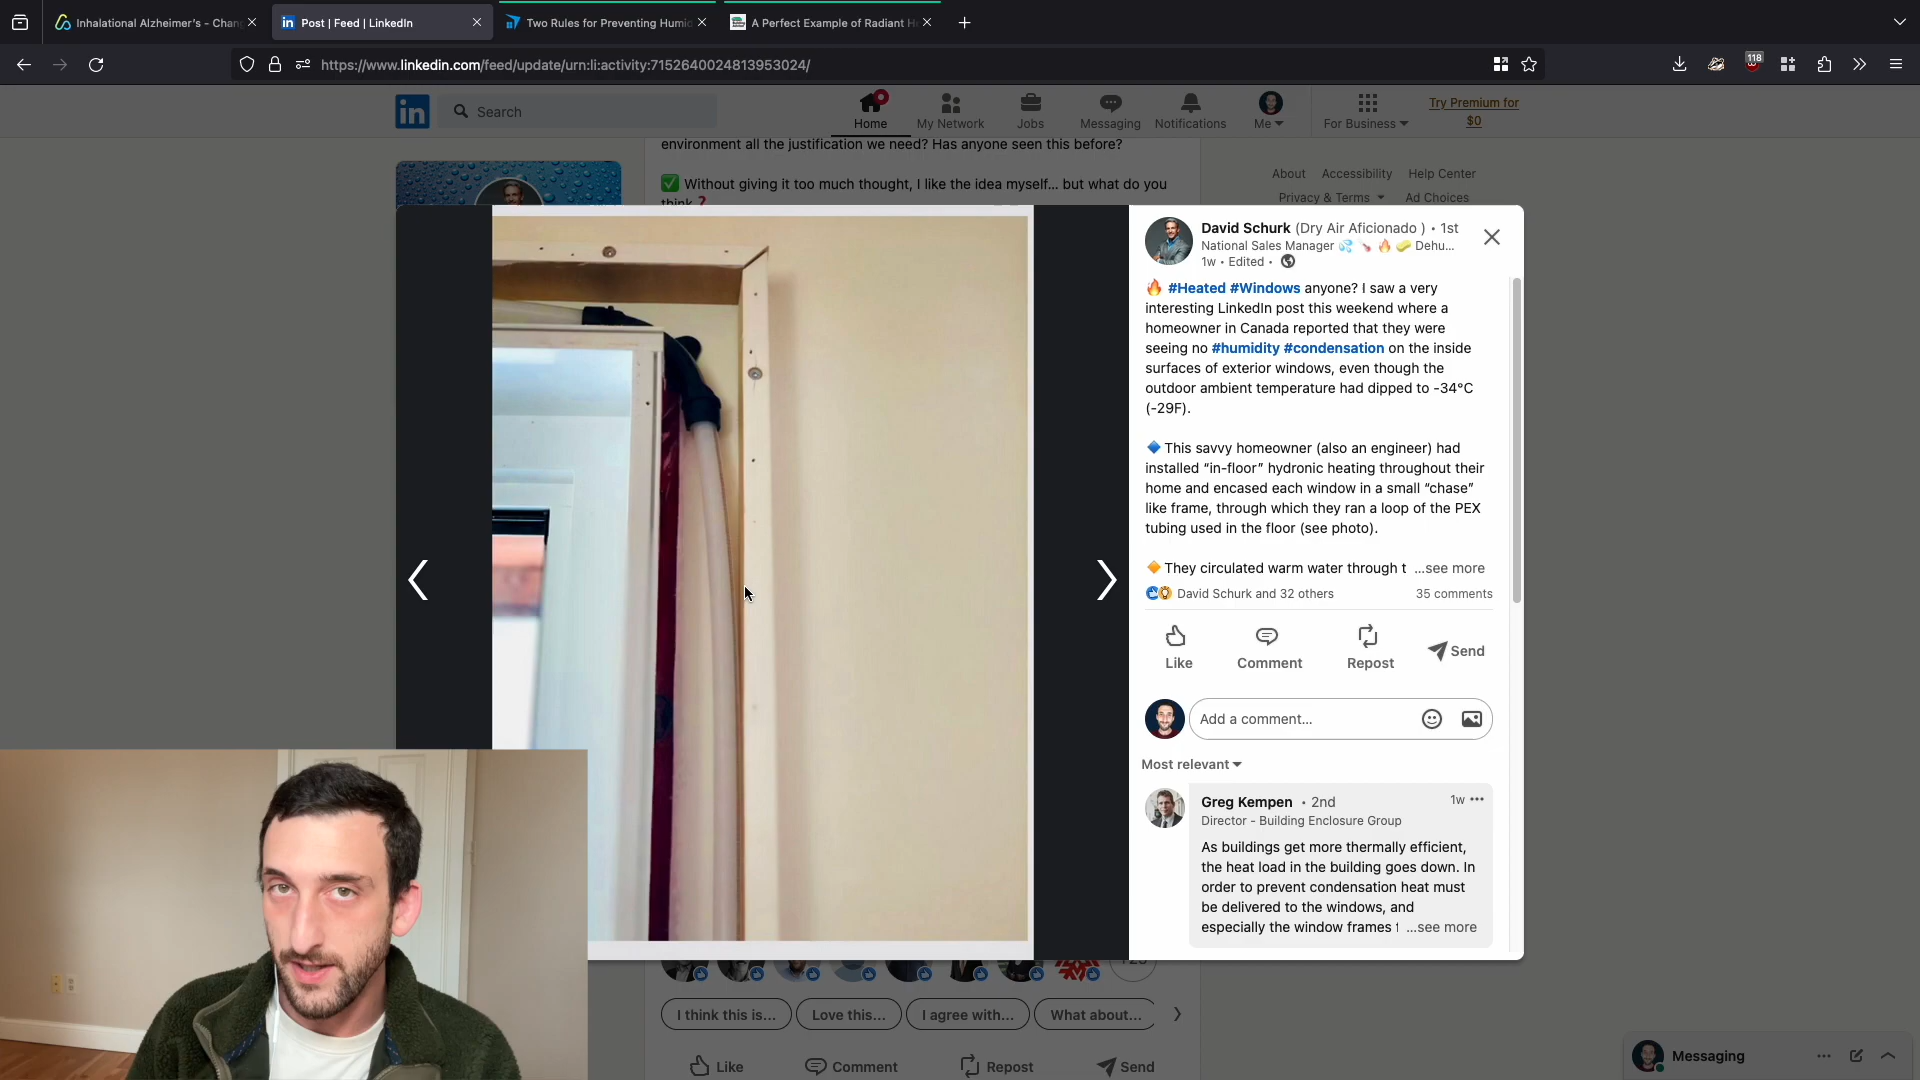 Inhalational Alzheimer's - Chan
Post | Feed | LinkedIn
Two Rules for Preventing Humi
A Perfect Example of Radiant H
https://www.linkedin.com/feed/update/urn:li:activity:7152640024813953024/
118
in
Search
Home
My Network
Jobs
Messaging
Notifications
Me
For Business
Try Premium for
$0
environment all the justification we need? Has anyone seen this before?
✅ Without giving it too much thought, I like the idea myself... but what do you
think ❓
About Accessibility Help Center
Privacy & Terms Ad Choices
David Schurk (Dry Air Aficionado ) • 1st
National Sales Manager 💦 🌡 🔥 🧽 Dehu...
1w • Edited •
🔥 #Heated #Windows anyone? I saw a very
interesting LinkedIn post this weekend where a
homeowner in Canada reported that they were
seeing no #humidity #condensation on the inside
surfaces of exterior windows, even though the
outdoor ambient temperature had dipped to -34°C
(-29F).
🔷 This savvy homeowner (also an engineer) had
installed “in-floor” hydronic heating throughout their
home and encased each window in a small “chase”
like frame, through which they ran a loop of the PEX
tubing used in the floor (see photo).
🔶 They circulated warm water through t ...see more
David Schurk and 32 others 35 comments
Like
Comment
Repost
Send
Add a comment...
Most relevant
Greg Kempen • 2nd 1w •••
Director - Building Enclosure Group
As buildings get more thermally efficient,
the heat load in the building goes down. In
order to prevent condensation heat must
be delivered to the windows, and
especially the window frames ...see more
I think this is... Love this... I agree with... What about...
Like Comment Repost Send
Messaging